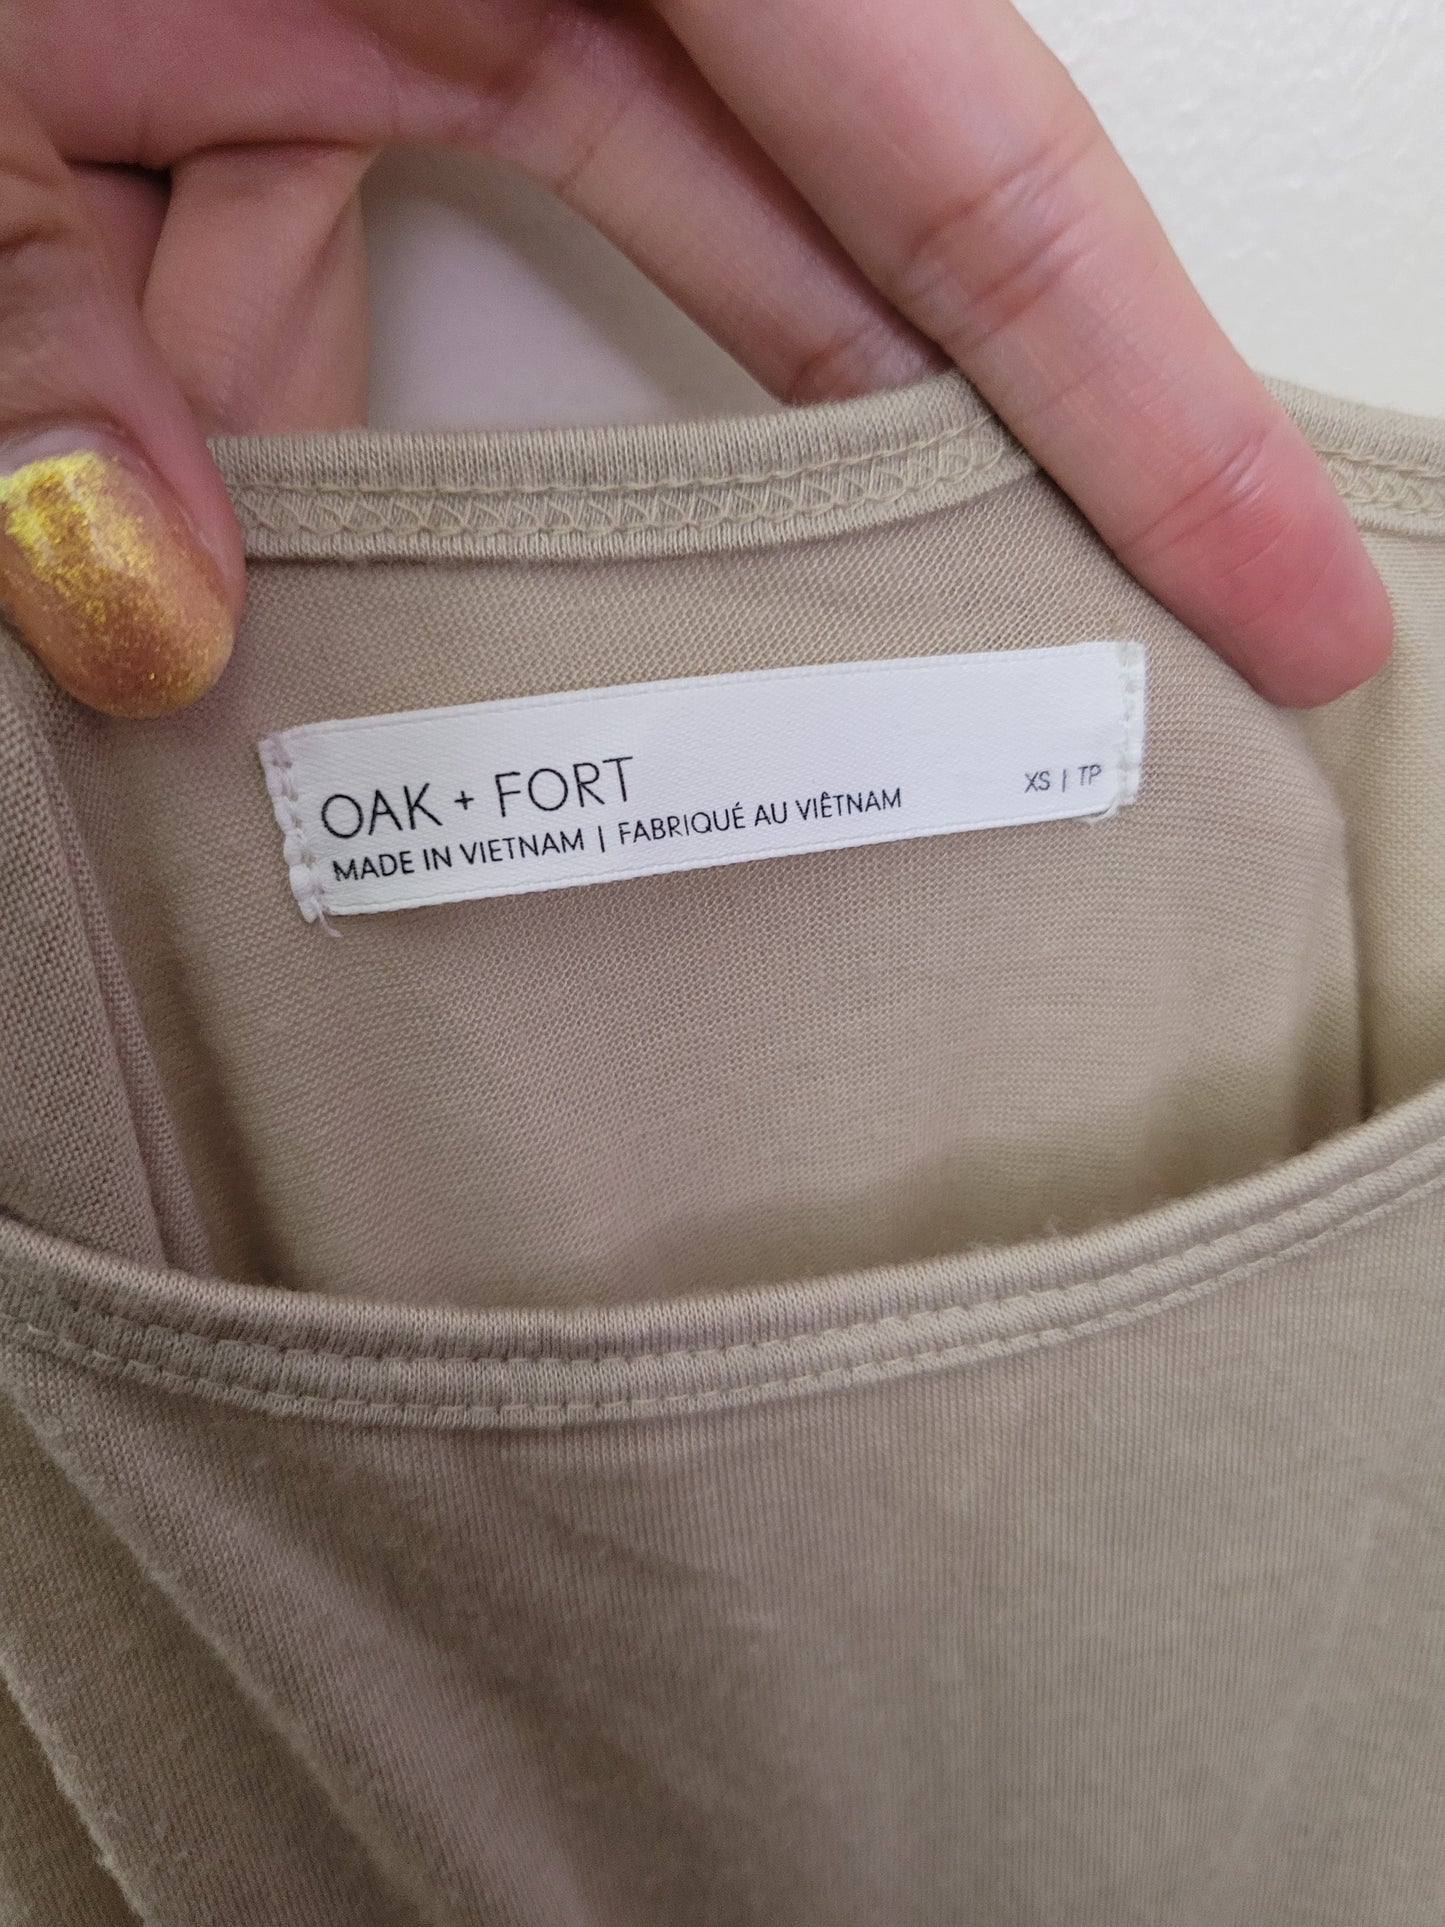 OAK + FORT
MADE IN VIETNAM | FABRIQUÉ AU VIÊTNAM
XS | TP